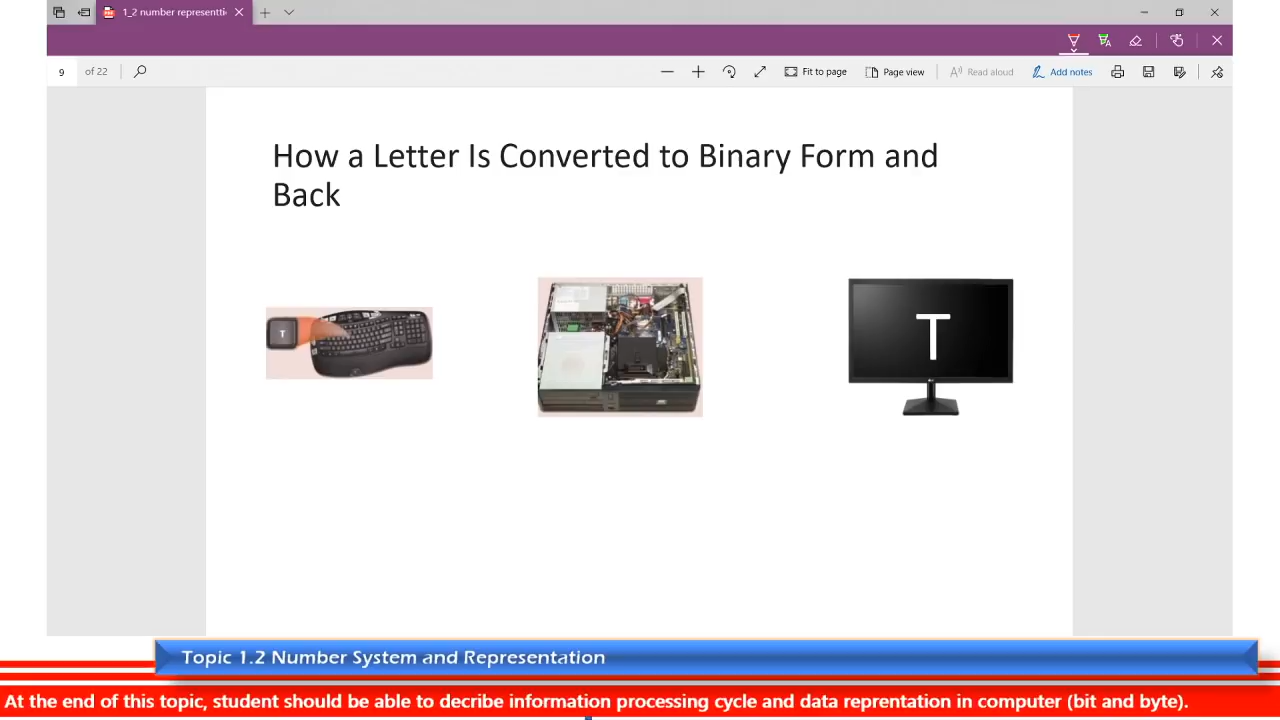 1_2 number representti
9 of 22
Fit to page
Page view
Read aloud
Add notes
How a Letter Is Converted to Binary Form and
Back
T
T
Topic 1.2 Number System and Representation
At the end of this topic, student should be able to decribe information processing cycle and data reprentation in computer (bit and byte).